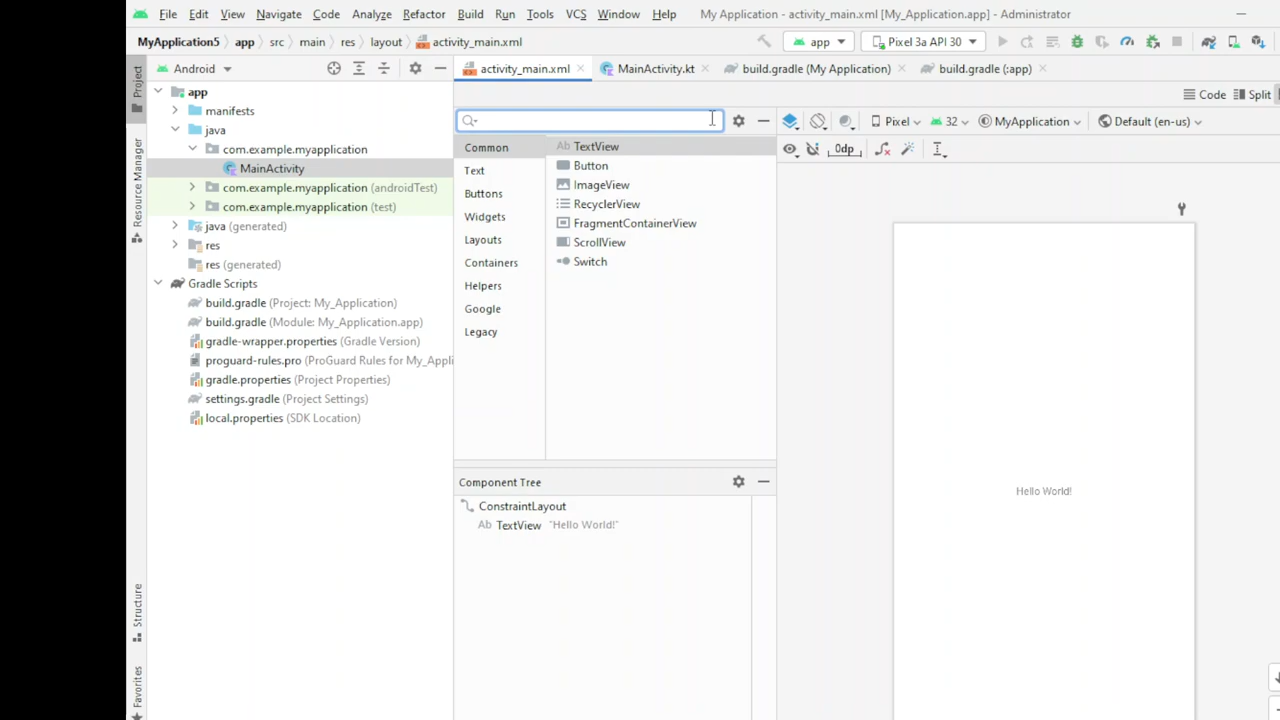 File Edit View Navigate Code Analyze Refactor Build Run Tools VCS Window Help My Application - activity_main.xml [My_Application.app] - Administrator
MyApplication5 app src main res layout activity_main.xml app Pixel 3a API 30
Project
Resource Manager
Structure
Favorites
Android
app
manifests
java
com.example.myapplication
MainActivity
com.example.myapplication (androidTest)
com.example.myapplication (test)
java (generated)
res
res (generated)
Gradle Scripts
build.gradle (Project: My_Application)
build.gradle (Module: My_Application.app)
gradle-wrapper.properties (Gradle Version)
proguard-rules.pro (ProGuard Rules for My_Appli
gradle.properties (Project Properties)
settings.gradle (Project Settings)
local.properties (SDK Location)
activity_main.xml MainActivity.kt build.gradle (My Application) build.gradle (:app)
Code Split
Pixel 32 MyApplication Default (en-us)
0dp
Common
Text
Buttons
Widgets
Layouts
Containers
Helpers
Google
Legacy
Ab TextView
Button
ImageView
RecyclerView
FragmentContainerView
ScrollView
Switch
Component Tree
ConstraintLayout
Ab TextView "Hello World!"
Hello World!